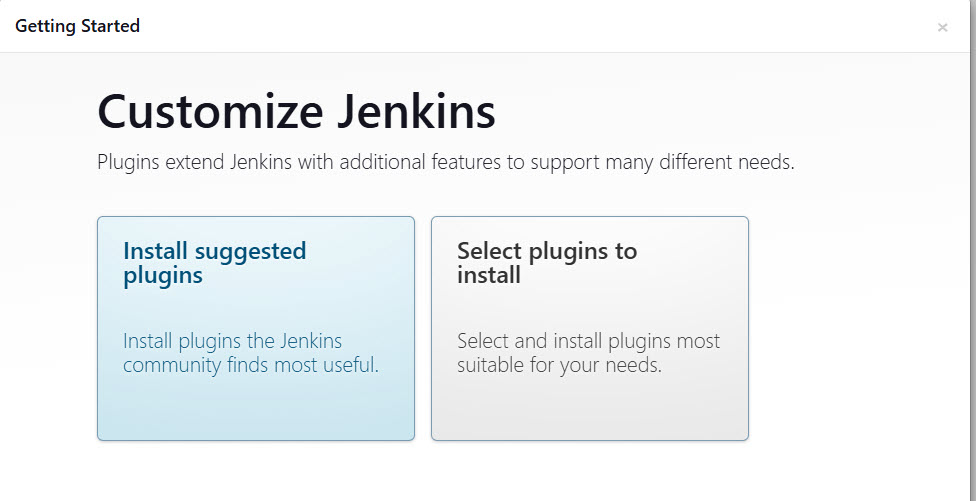 Getting Started
×
Customize Jenkins
Plugins extend Jenkins with additional features to support many different needs.
Install suggested
plugins
Install plugins the Jenkins
community finds most useful.
Select plugins to
install
Select and install plugins most
suitable for your needs.